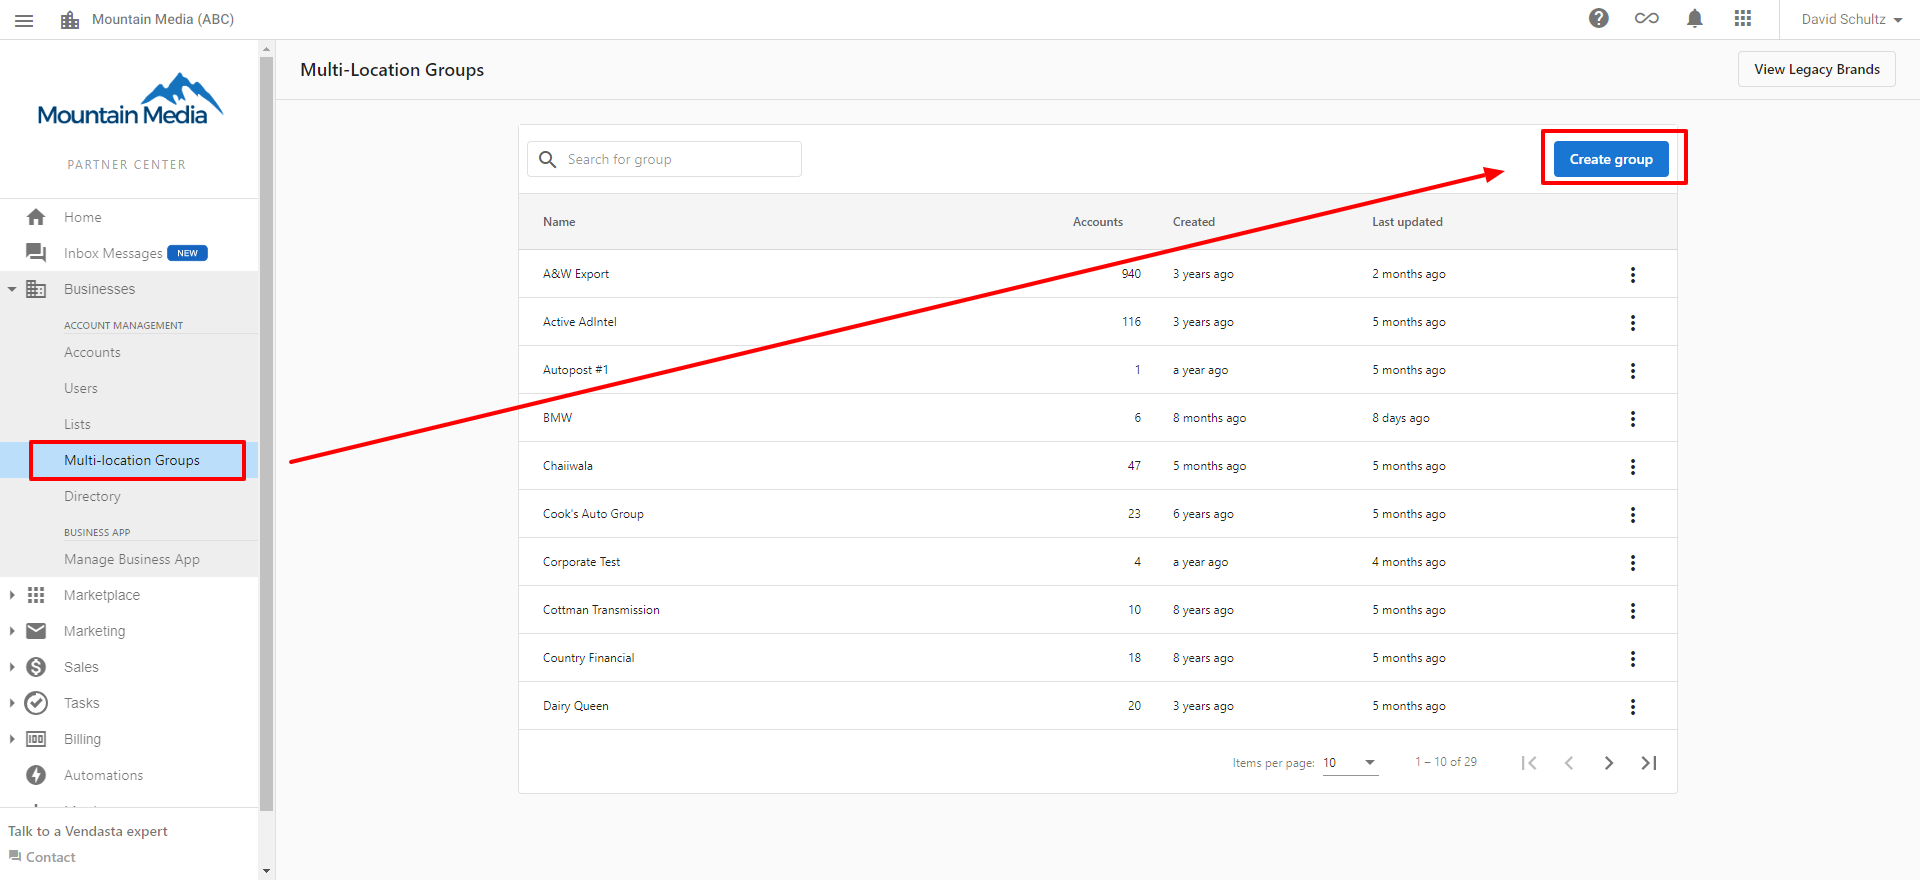 Mountain Media (ABC)
David Schultz
Mountain Media
PARTNER CENTER
Home
Inbox Messages NEW
Businesses
ACCOUNT MANAGEMENT
Accounts
Users
Lists
Multi-location Groups
Directory
BUSINESS APP
Manage Business App
Marketplace
Marketing
Sales
Tasks
Billing
Automations
Talk to a Vendasta expert
Contact
Multi-Location Groups
View Legacy Brands
Search for group
Create group
Name Accounts Created Last updated
A&W Export 940 3 years ago 2 months ago
Active AdIntel 116 3 years ago 5 months ago
Autopost #1 1 a year ago 5 months ago
BMW 6 8 months ago 8 days ago
Chaiiwala 47 5 months ago 5 months ago
Cook's Auto Group 23 6 years ago 5 months ago
Corporate Test 4 a year ago 4 months ago
Cottman Transmission 10 8 years ago 5 months ago
Country Financial 18 8 years ago 5 months ago
Dairy Queen 20 3 years ago 5 months ago
Items per page: 10 1 – 10 of 29